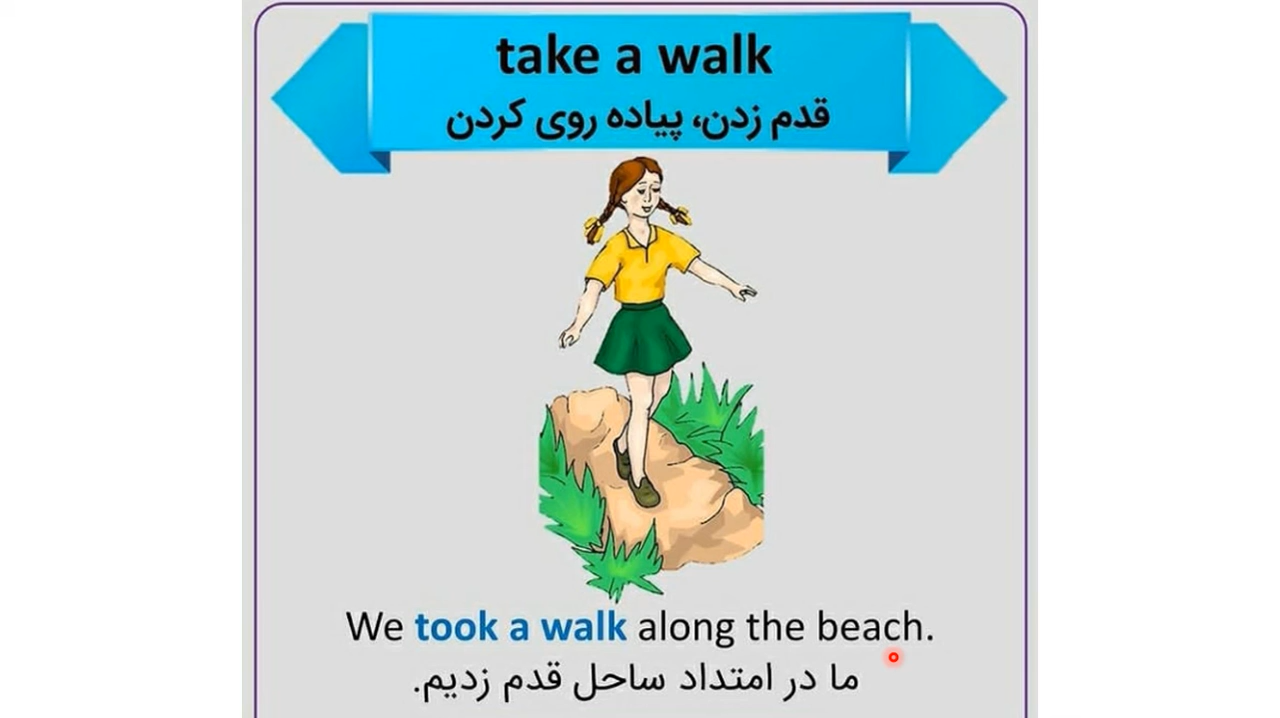 take a walk
قدم زدن، پیاده روی کردن
We took a walk along the beach.
ما در امتداد ساحل قدم زدیم.